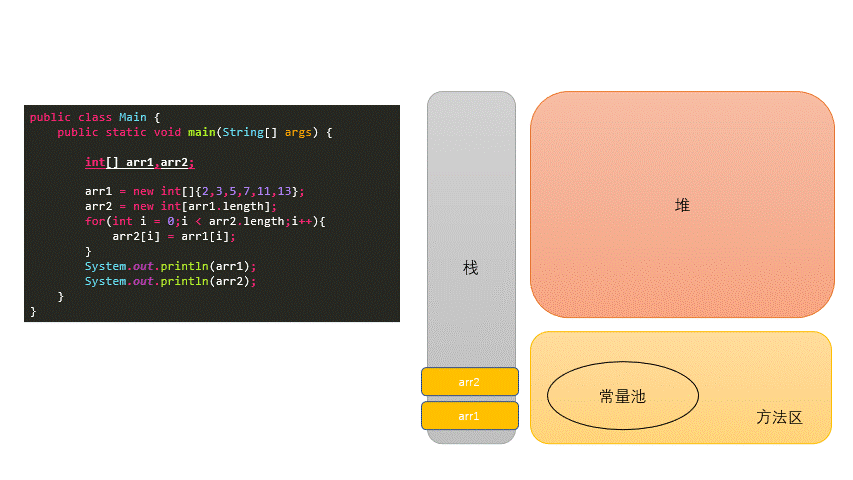 public class Main {
public static void main(String[] args) {
int[] arr1,arr2;
arr1 = new int[]{2,3,5,7,11,13};
arr2 = new int[arr1.length];
for(int i = 0;i < arr2.length;i++){
arr2[i] = arr1[i];
}
System.out.println(arr1);
System.out.println(arr2);
}
}
栈
arr2
arr1
堆
常量池
方法区